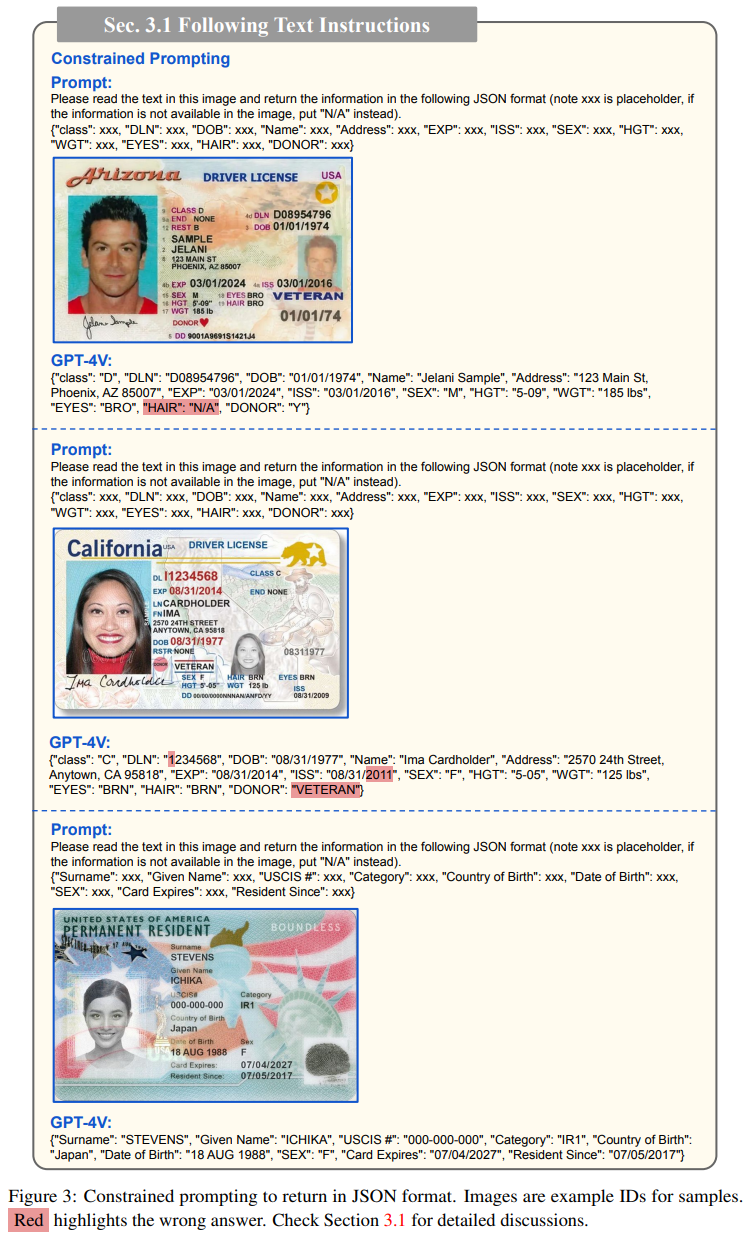 Sec. 3.1 Following Text Instructions
Constrained Prompting
Prompt:
Please read the text in this image and return the information in the following JSON format (note xxx is placeholder, if
the information is not available in the image, put "N/A" instead).
{"class": xxx, "DLN": xxx, "DOB": xxx, "Name": xxx, "Address": xxx, "EXP": xxx, "ISS": xxx, "SEX": xxx, "HGT": xxx,
"WGT": xxx, "EYES": xxx, "HAIR": xxx, "DONOR": xxx}
Arizona DRIVER LICENSE USA
9 CLASS D
9a END NONE
4d DLN D08954796
12 REST B
3 DOB 01/01/1974
1 SAMPLE
2 JELANI
8 123 MAIN ST
PHOENIX, AZ 85007
4b EXP 03/01/2024 4a ISS 03/01/2016
15 SEX M 18 EYES BRO VETERAN
16 HGT 5'-09" 19 HAIR BRO
17 WGT 185 lb 01/01/74
Jelani Sample
DONOR
5 DD 9001A9691S1421J4
GPT-4V:
{"class": "D", "DLN": "D08954796", "DOB": "01/01/1974", "Name": "Jelani Sample", "Address": "123 Main St,
Phoenix, AZ 85007", "EXP": "03/01/2024", "ISS": "03/01/2016", "SEX": "M", "HGT": "5-09", "WGT": "185 lbs",
"EYES": "BRO", "HAIR": "N/A", "DONOR": "Y"}
Prompt:
Please read the text in this image and return the information in the following JSON format (note xxx is placeholder, if
the information is not available in the image, put "N/A" instead).
{"class": xxx, "DLN": xxx, "DOB": xxx, "Name": xxx, "Address": xxx, "EXP": xxx, "ISS": xxx, "SEX": xxx, "HGT": xxx,
"WGT": xxx, "EYES": xxx, "HAIR": xxx, "DONOR": xxx}
California USA DRIVER LICENSE
DL I1234568 CLASS C
EXP 08/31/2014 END NONE
LN CARDHOLDER
FN IMA
2570 24TH STREET
ANYTOWN, CA 95818
DOB 08/31/1977
RSTR NONE 08311977
DONOR VETERAN
Ima Cardholder
SEX F HAIR BRN EYES BRN
HGT 5'-05" WGT 125 lb ISS
DD 00/00/0000NNNAN/ANFD/YY 08/31/2009
GPT-4V:
{"class": "C", "DLN": "1234568", "DOB": "08/31/1977", "Name": "Ima Cardholder", "Address": "2570 24th Street,
Anytown, CA 95818", "EXP": "08/31/2014", "ISS": "08/31/2011", "SEX": "F", "HGT": "5-05", "WGT": "125 lbs",
"EYES": "BRN", "HAIR": "BRN", "DONOR": "VETERAN"}
Prompt:
Please read the text in this image and return the information in the following JSON format (note xxx is placeholder, if
the information is not available in the image, put "N/A" instead).
{"Surname": xxx, "Given Name": xxx, "USCIS #": xxx, "Category": xxx, "Country of Birth": xxx, "Date of Birth": xxx,
"SEX": xxx, "Card Expires": xxx, "Resident Since": xxx}
UNITED STATES OF AMERICA
PERMANENT RESIDENT
BOUNDLESS
Surname
STEVENS
Given Name
ICHIKA
USCIS# Category
000-000-000 IR1
Country of Birth
Japan
Date of Birth Sex
18 AUG 1988 F
Card Expires: 07/04/2027
Resident Since: 07/05/2017
GPT-4V:
{"Surname": "STEVENS", "Given Name": "ICHIKA", "USCIS #": "000-000-000", "Category": "IR1", "Country of Birth":
"Japan", "Date of Birth": "18 AUG 1988", "SEX": "F", "Card Expires": "07/04/2027", "Resident Since": "07/05/2017"}
Figure 3: Constrained prompting to return in JSON format. Images are example IDs for samples.
Red highlights the wrong answer. Check Section 3.1 for detailed discussions.